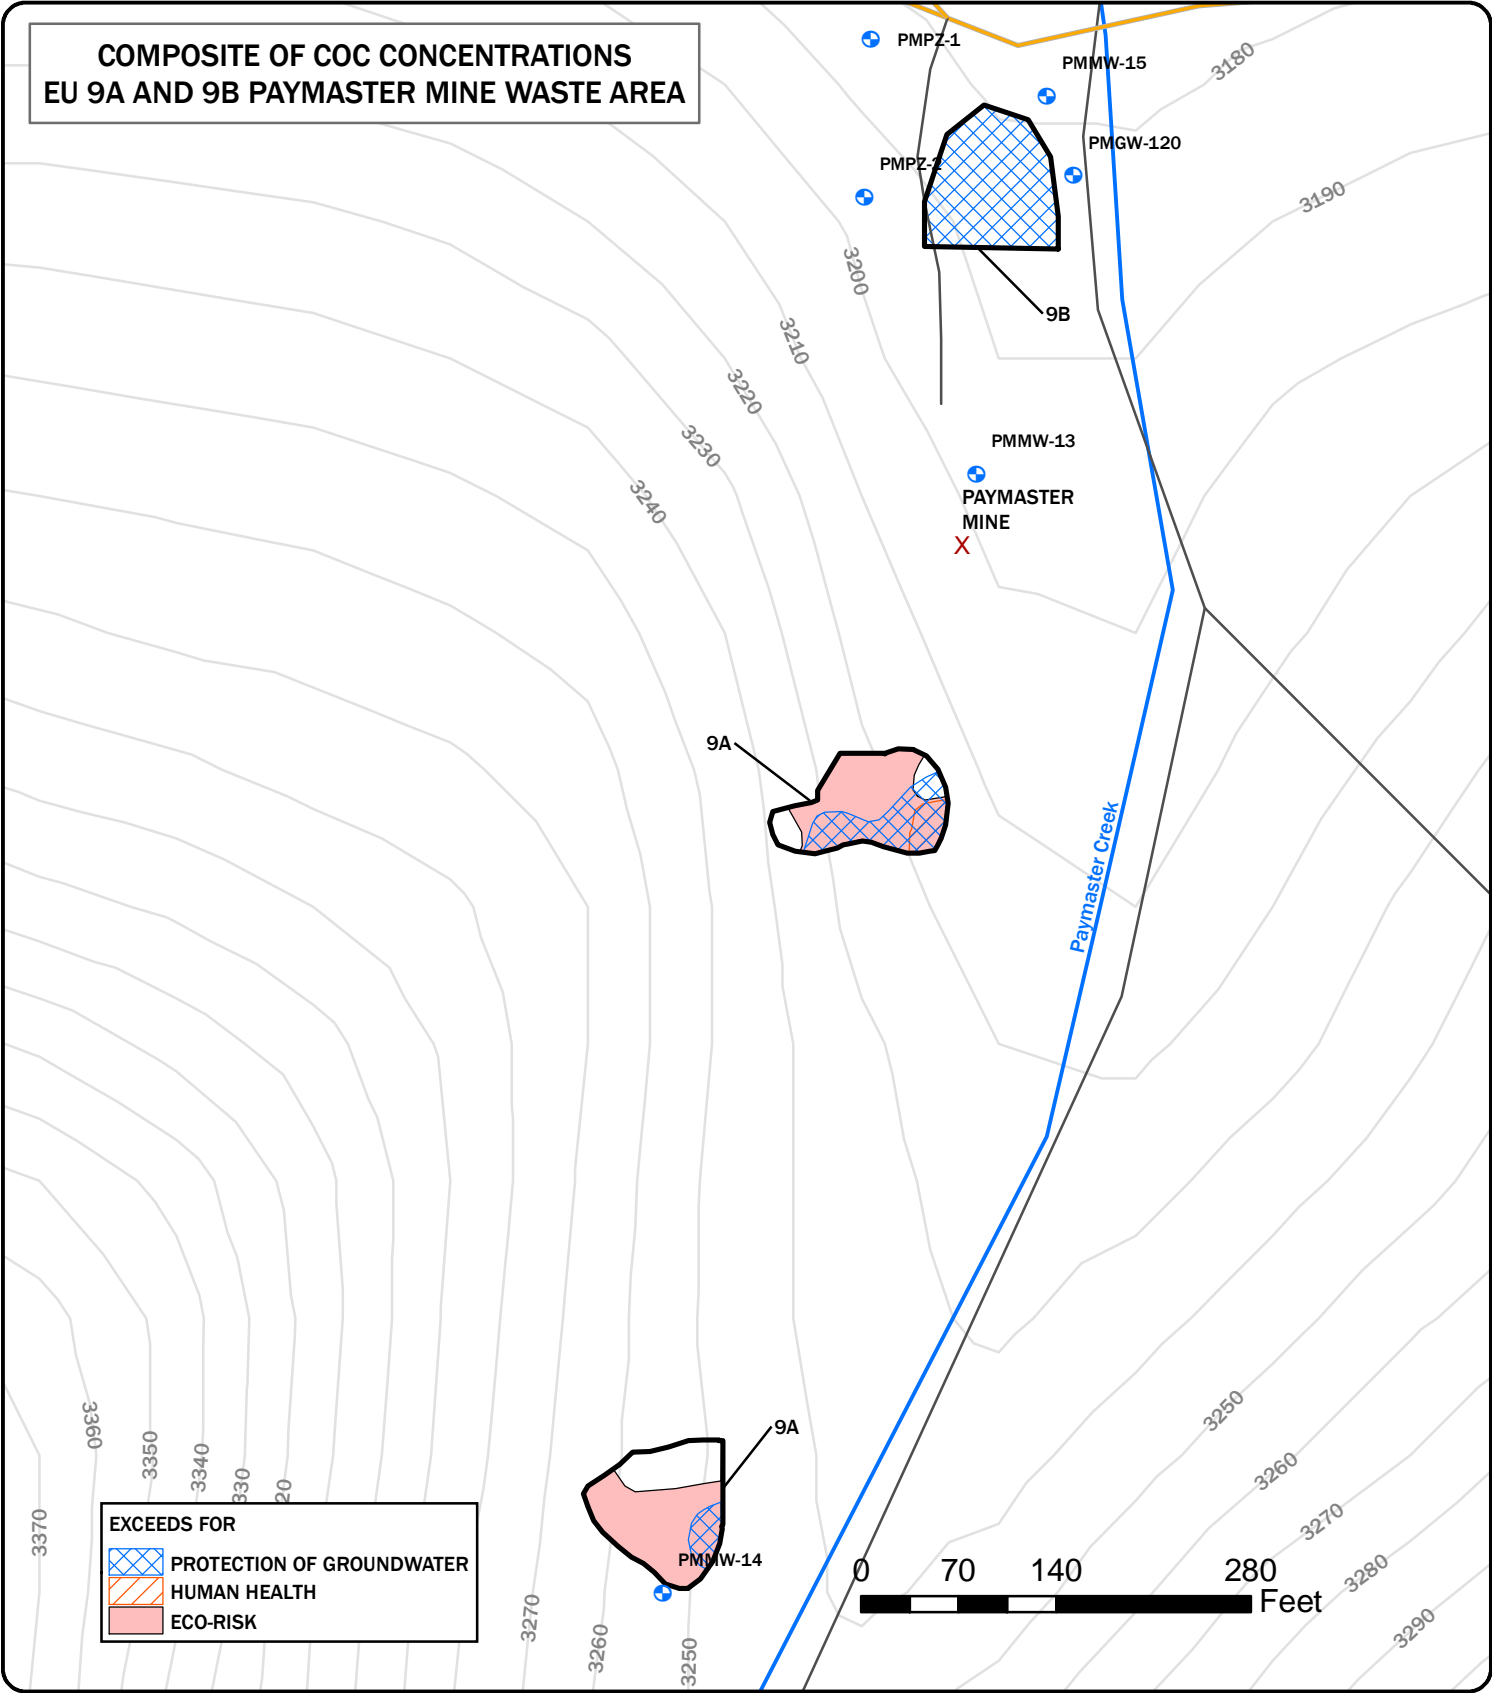 COMPOSITE OF COC CONCENTRATIONS
EU 9A AND 9B PAYMASTER MINE WASTE AREA
PMPZ-1
PMMW-15
3180
PMGW-120
PMPZ-2
3190
3200
9B
3210
3220
3230
3240
PMMW-13
PAYMASTER
MINE
X
9A
Paymaster Creek
9A
3250
3260
3270
3280
3290
3360
3350
3340
330
20
3370
EXCEEDS FOR
PROTECTION OF GROUNDWATER
HUMAN HEALTH
ECO-RISK
PMMW-14
3270
3260
3250
0 70 140 280
Feet